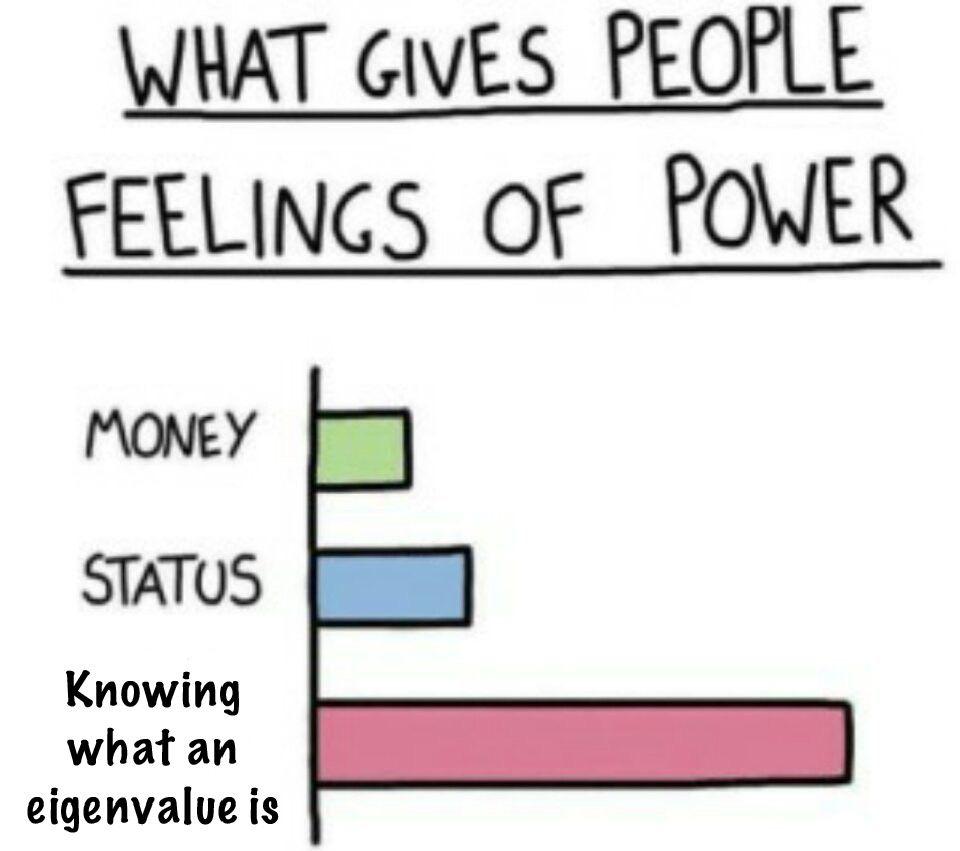 WHAT GIVES PEOPLE
FEELINGS OF POWER
MONEY
STATUS
Knowing
what an
eigenvalue is